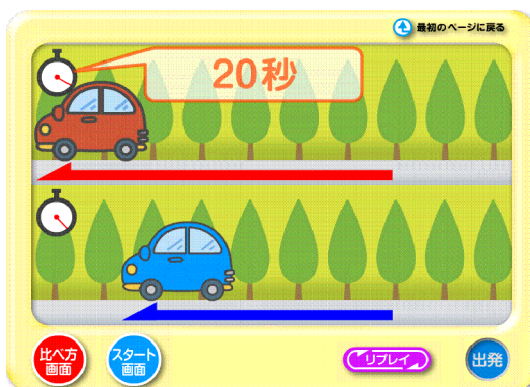 最初のページに戻る
20秒
比べ方
画面
スタート
画面
リプレイ
出発